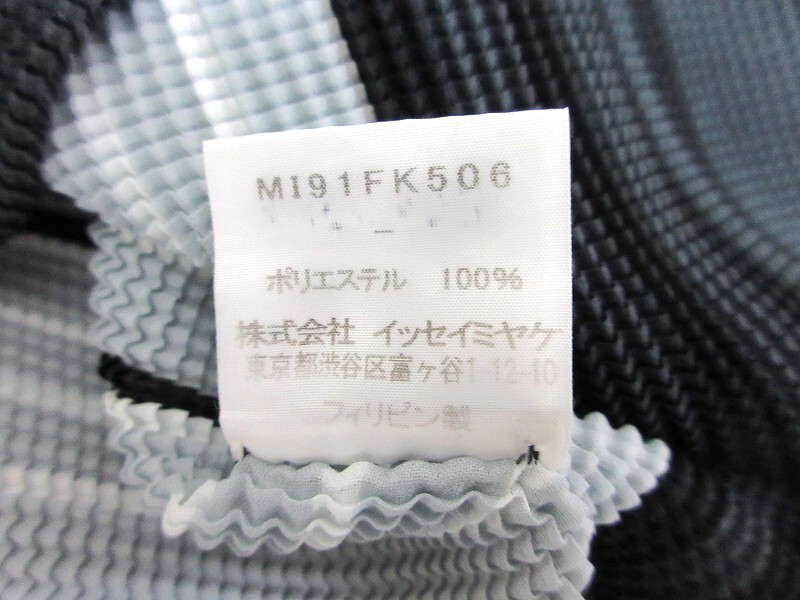 MI91FK506
ポリエステル 100%
株式会社 イッセイミヤケ
東京都渋谷区富ヶ谷1-12-10
フィリピン製